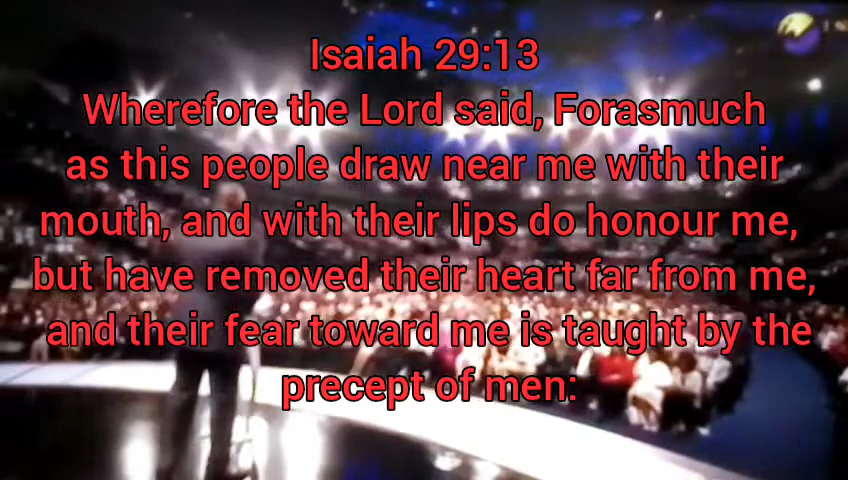 Isaiah 29:13
Wherefore the Lord said, Forasmuch
as this people draw near me with their
mouth, and with their lips do honour me,
but have removed their heart far from me,
and their fear toward me is taught by the
precept of men: